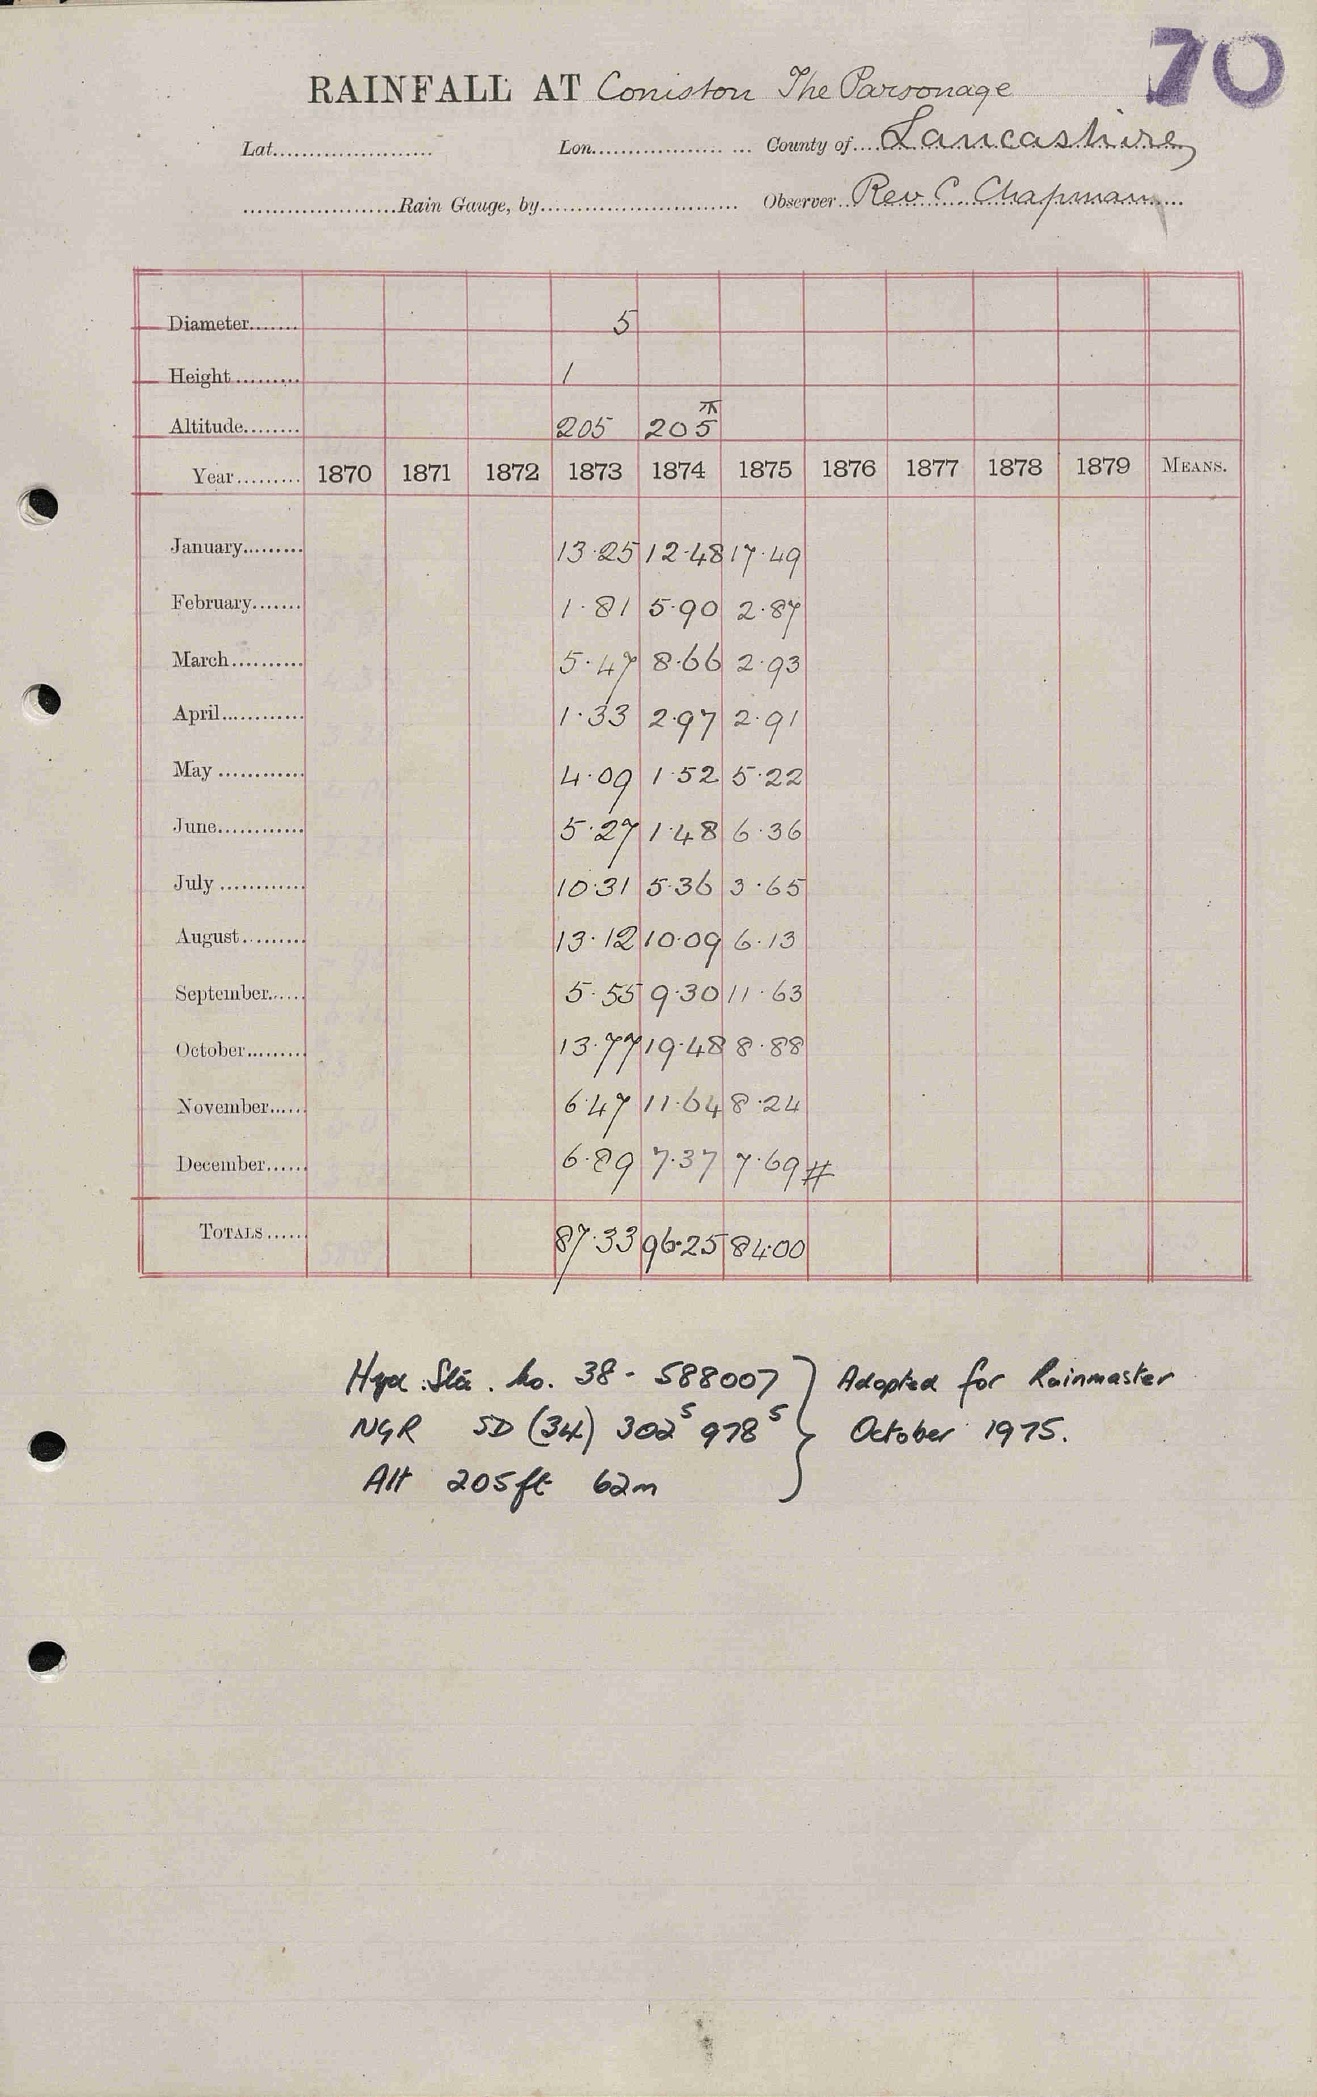 70
RAINFALL AT Coniston The Parsonage
Lat...................... Lon.................. ... County of....Lancashire
.....................Rain Gauge, by........................... Observer..Rev C. Chapman.....
Diameter....... 5
Height......... 1
Altitude........ 205 205 ⊼
Year......... 1870 1871 1872 1873 1874 1875 1876 1877 1878 1879 MEANS.
January......... 13.25 12.48 17.49
February....... 1.81 5.90 2.87
March.......... 5.47 8.66 2.93
April............ 1.33 2.97 2.91
May ............ 4.09 1.52 5.22
June............ 5.27 1.48 6.36
July ............ 10.31 5.36 3.65
August......... 13.12 10.09 6.13
September...... 5.55 9.30 11.63
October......... 13.77 19.48 8.88
November...... 6.47 11.64 8.24
December...... 6.89 7.37 7.69 #
TOTALS...... 87.33 96.25 84.00
Hyd. Sta. No. 38 - 588007 } Adopted for Rainmaster
NGR SD (34) 302⁵ 978⁵ } October 1975.
Alt 205ft 62m